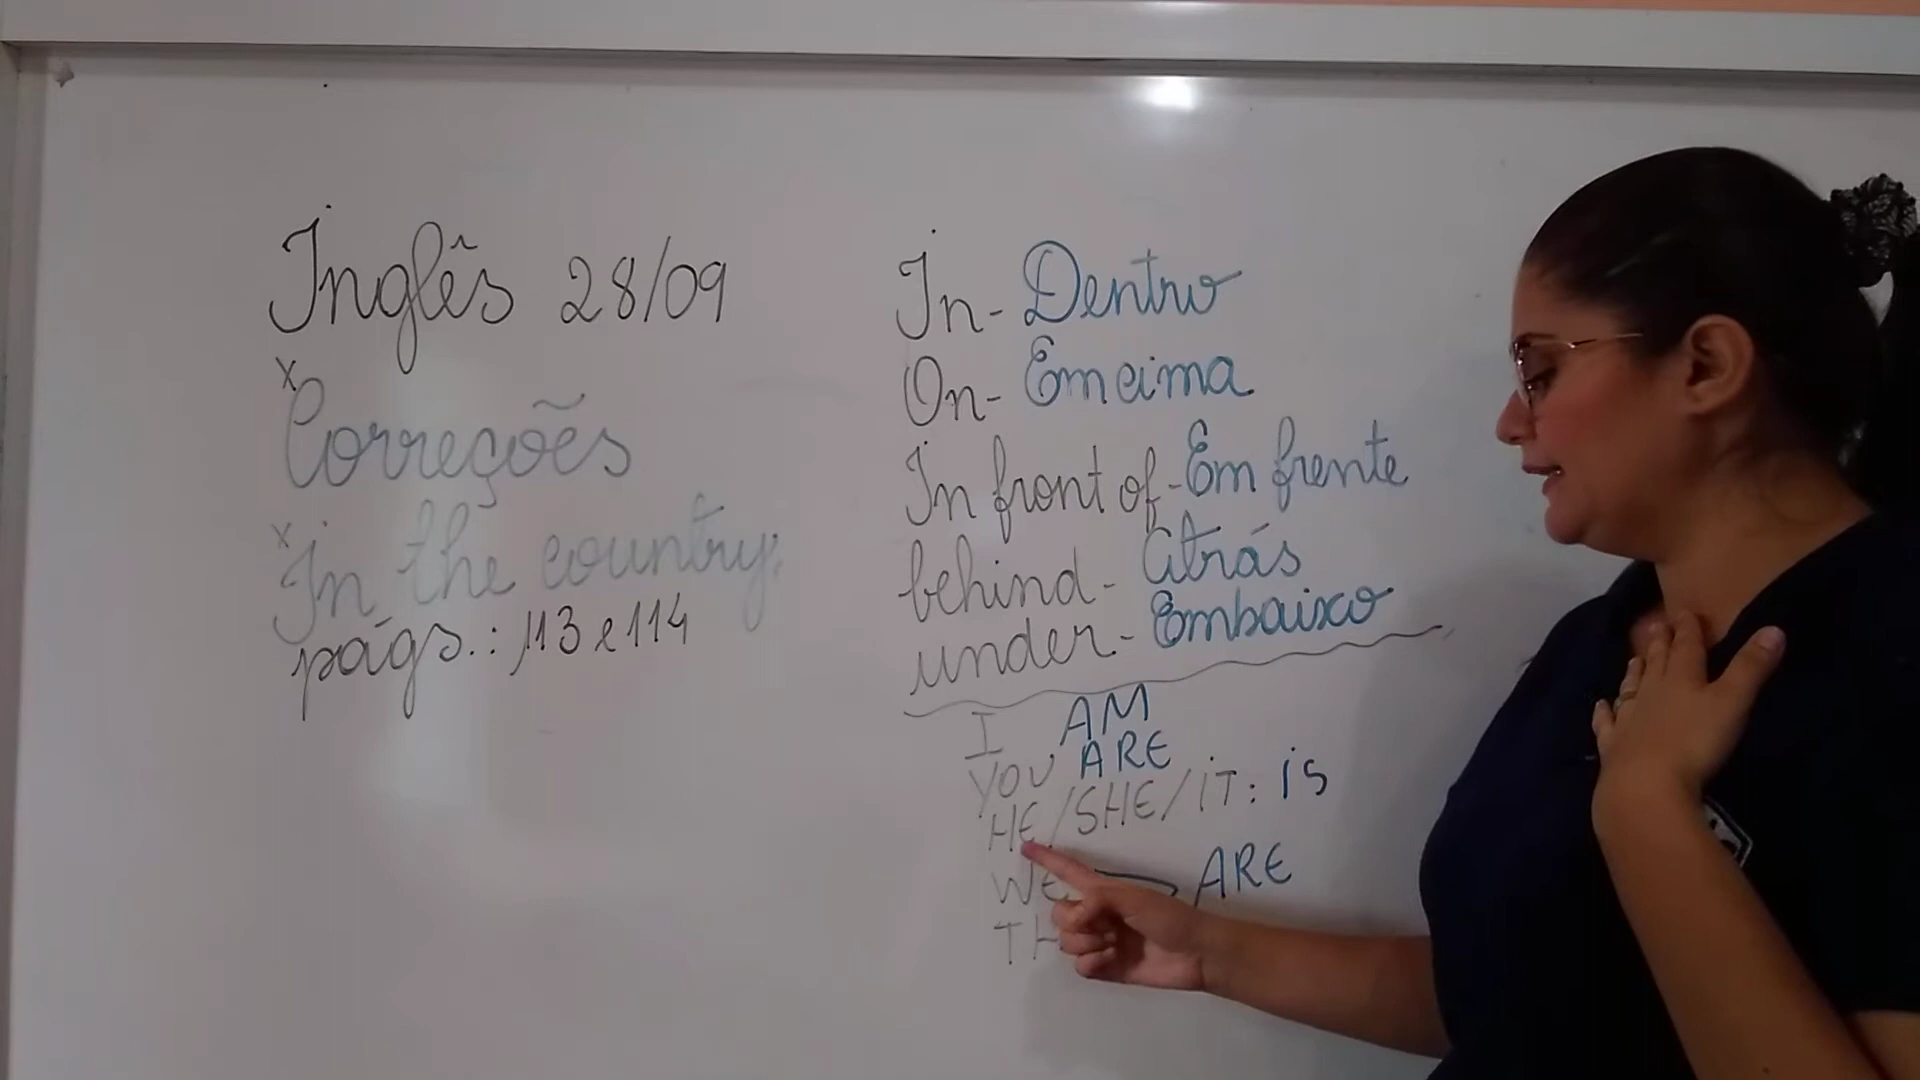 Inglês 28/09
x Correções
x In the country;
págs.: 113 e 114
In - Dentro
On - Em cima
In front of - Em frente
behind - Atrás
under - Embaixo
I AM
YOU ARE
HE/SHE/IT: IS
WE ARE